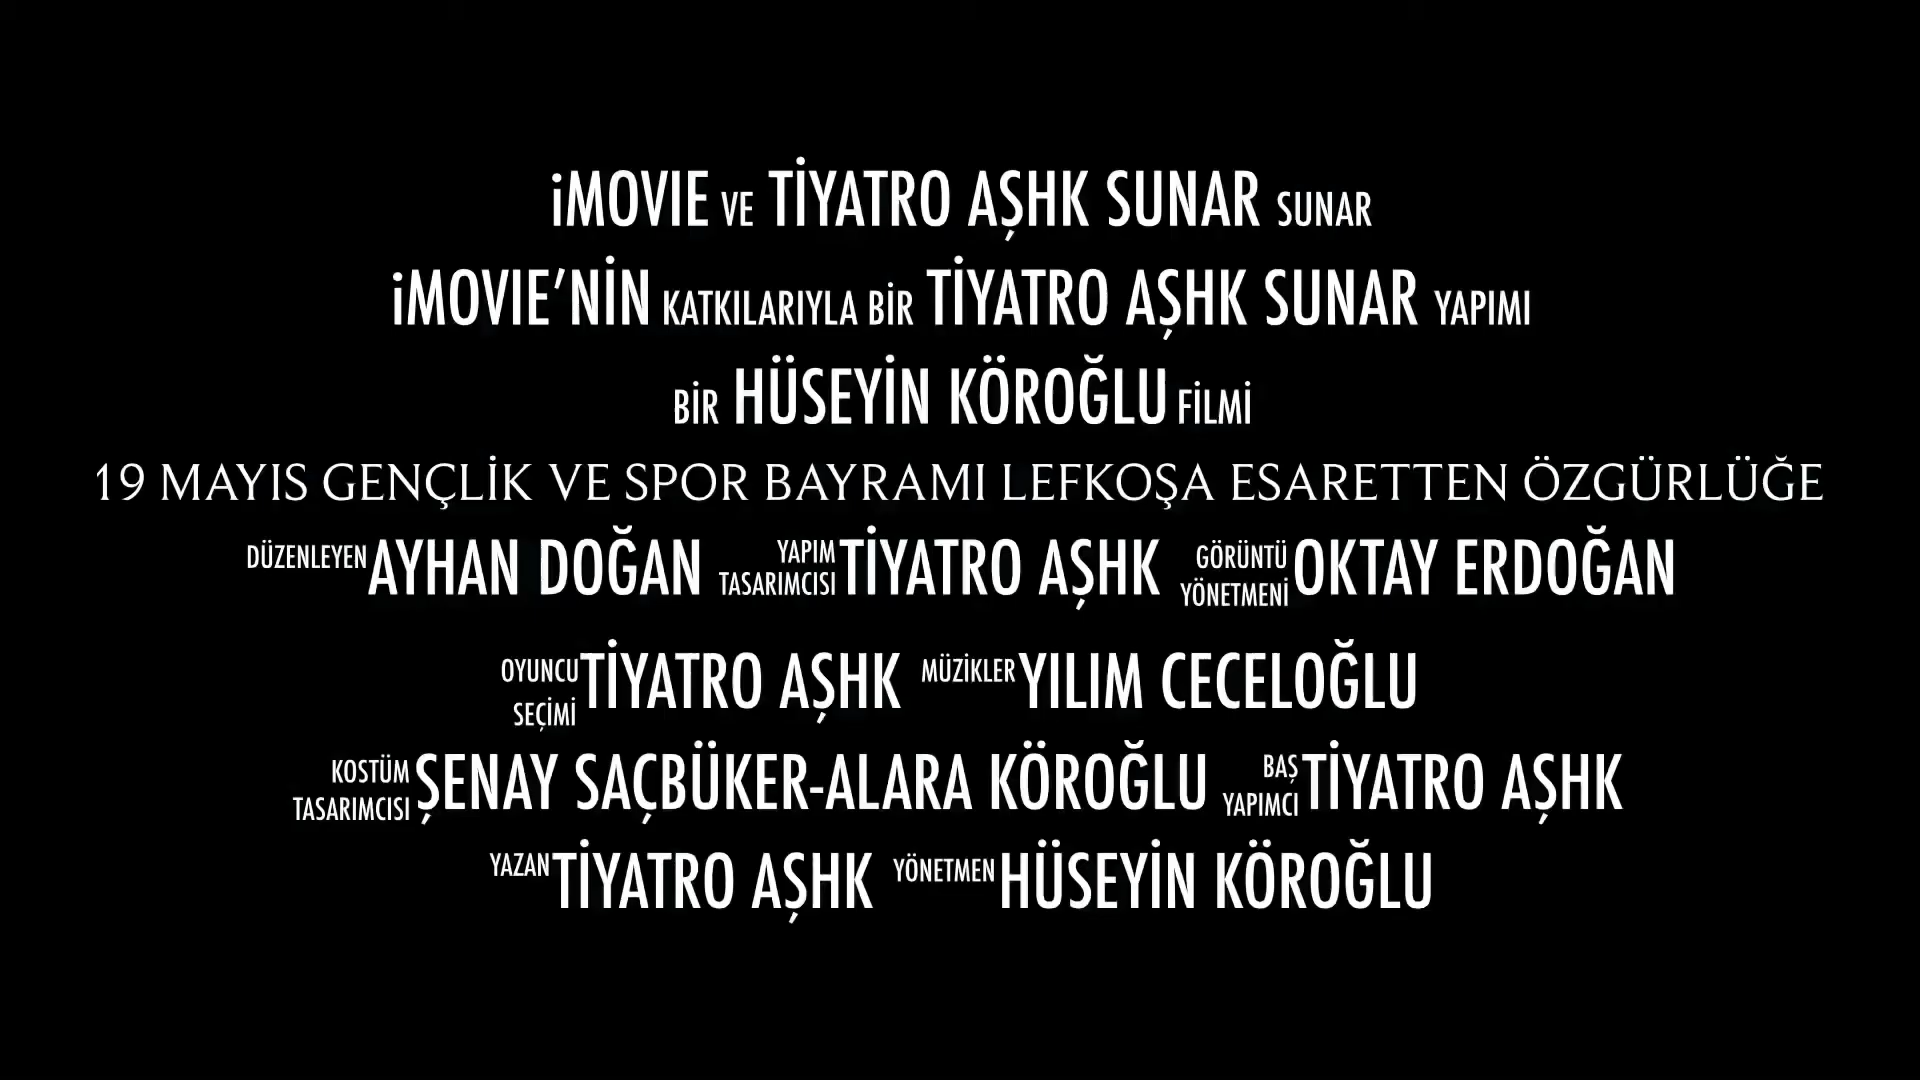 iMOVIE VE TİYATRO AŞHK SUNAR SUNAR
iMOVIE’NİN KATKILARIYLA BİR TİYATRO AŞHK SUNAR YAPIMI
BİR HÜSEYİN KÖROĞLU FİLMİ
19 MAYIS GENÇLİK VE SPOR BAYRAMI LEFKOŞA ESARETTEN ÖZGÜRLÜĞE
DÜZENLEYEN AYHAN DOĞAN YAPIM TASARIMCISI TİYATRO AŞHK GÖRÜNTÜ YÖNETMENİ OKTAY ERDOĞAN
OYUNCU SEÇİMİ TİYATRO AŞHK MÜZİKLER YILIM CECELOĞLU
KOSTÜM TASARIMCISI ŞENAY SAÇBÜKER-ALARA KÖROĞLU BAŞ YAPIMCI TİYATRO AŞHK
YAZAN TİYATRO AŞHK YÖNETMEN HÜSEYİN KÖROĞLU